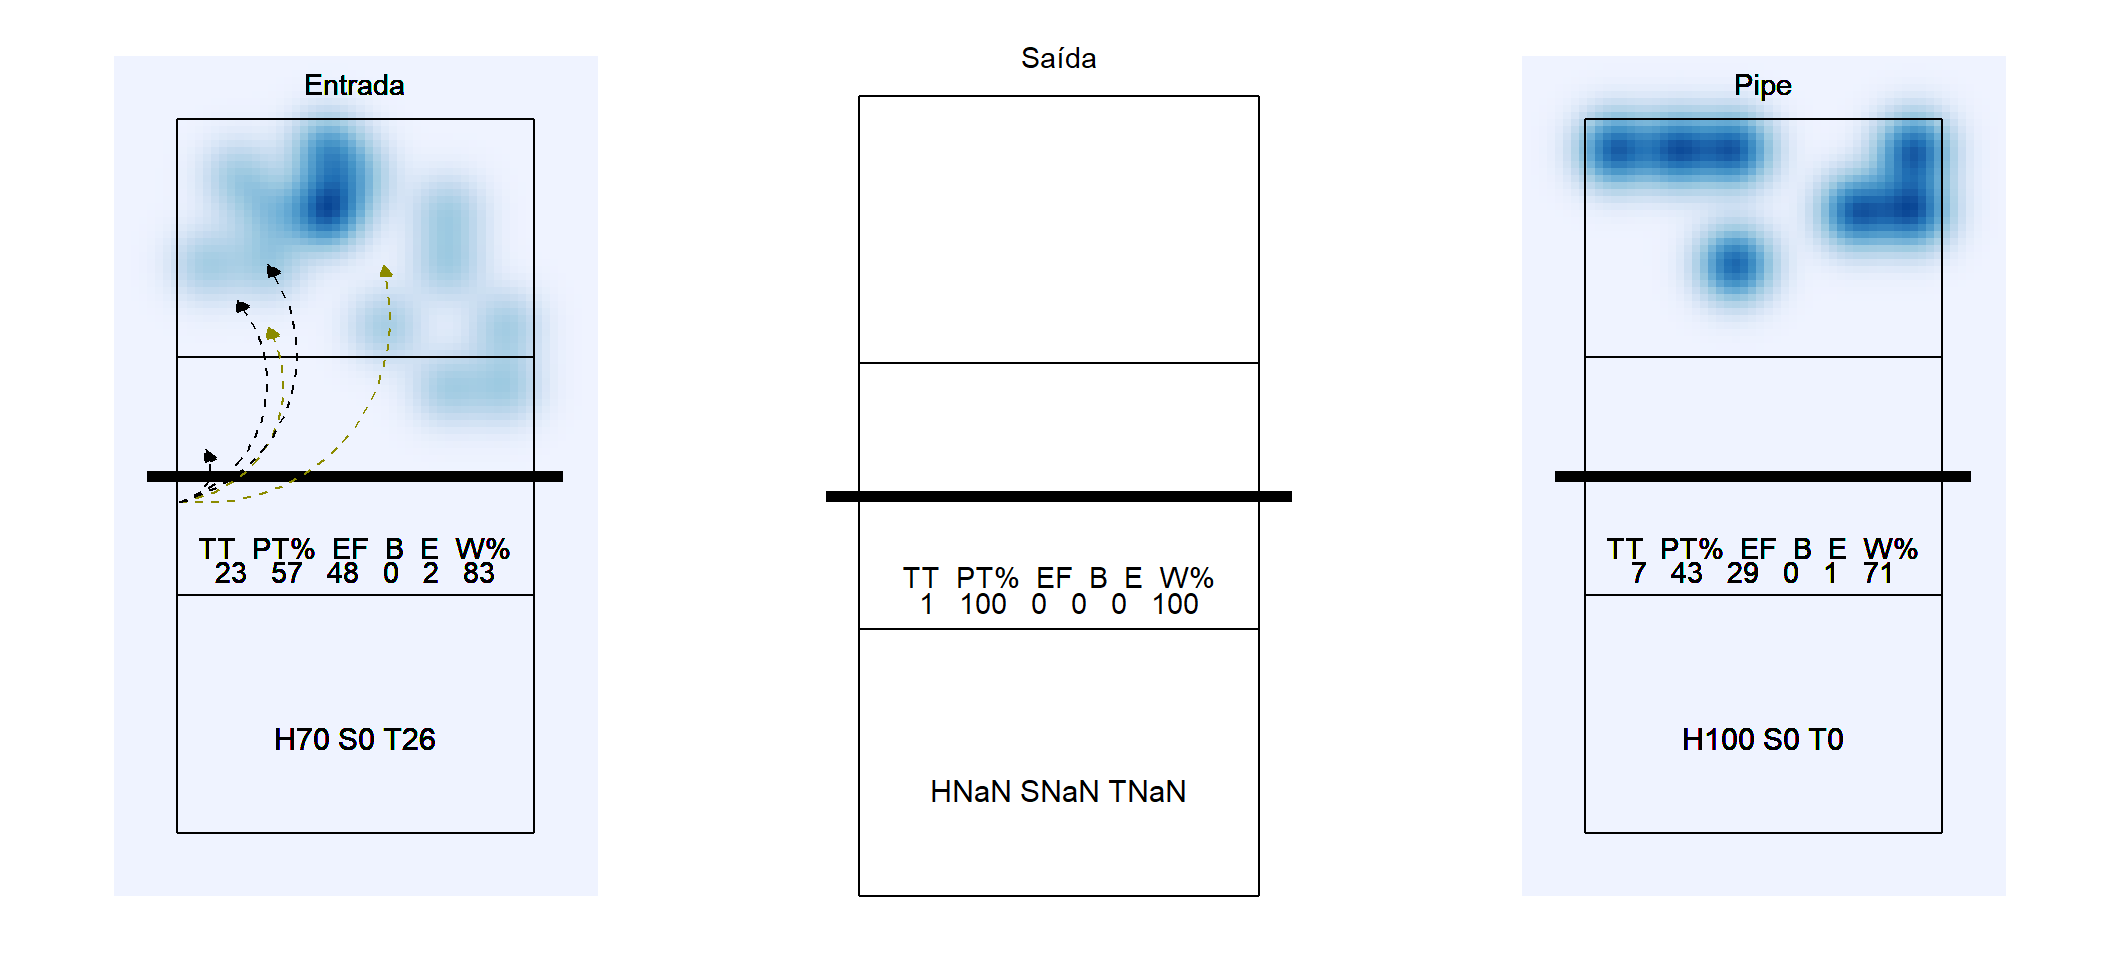 Entrada
TT PT% EF B E W%
23 57 48 0 2 83
H70 S0 T26
Saída
TT PT% EF B E W%
1 100 0 0 0 100
HNaN SNaN TNaN
Pipe
TT PT% EF B E W%
7 43 29 0 1 71
H100 S0 T0